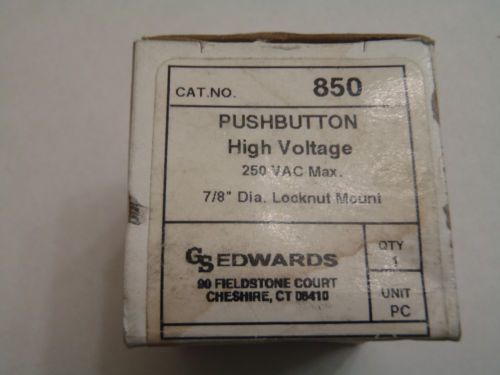 CAT.NO. 850
PUSHBUTTON
High Voltage
250 VAC Max.
7/8" Dia. Locknut Mount
GS EDWARDS
90 FIELDSTONE COURT
CHESHIRE, CT 06410
QTY
1
UNIT
PC